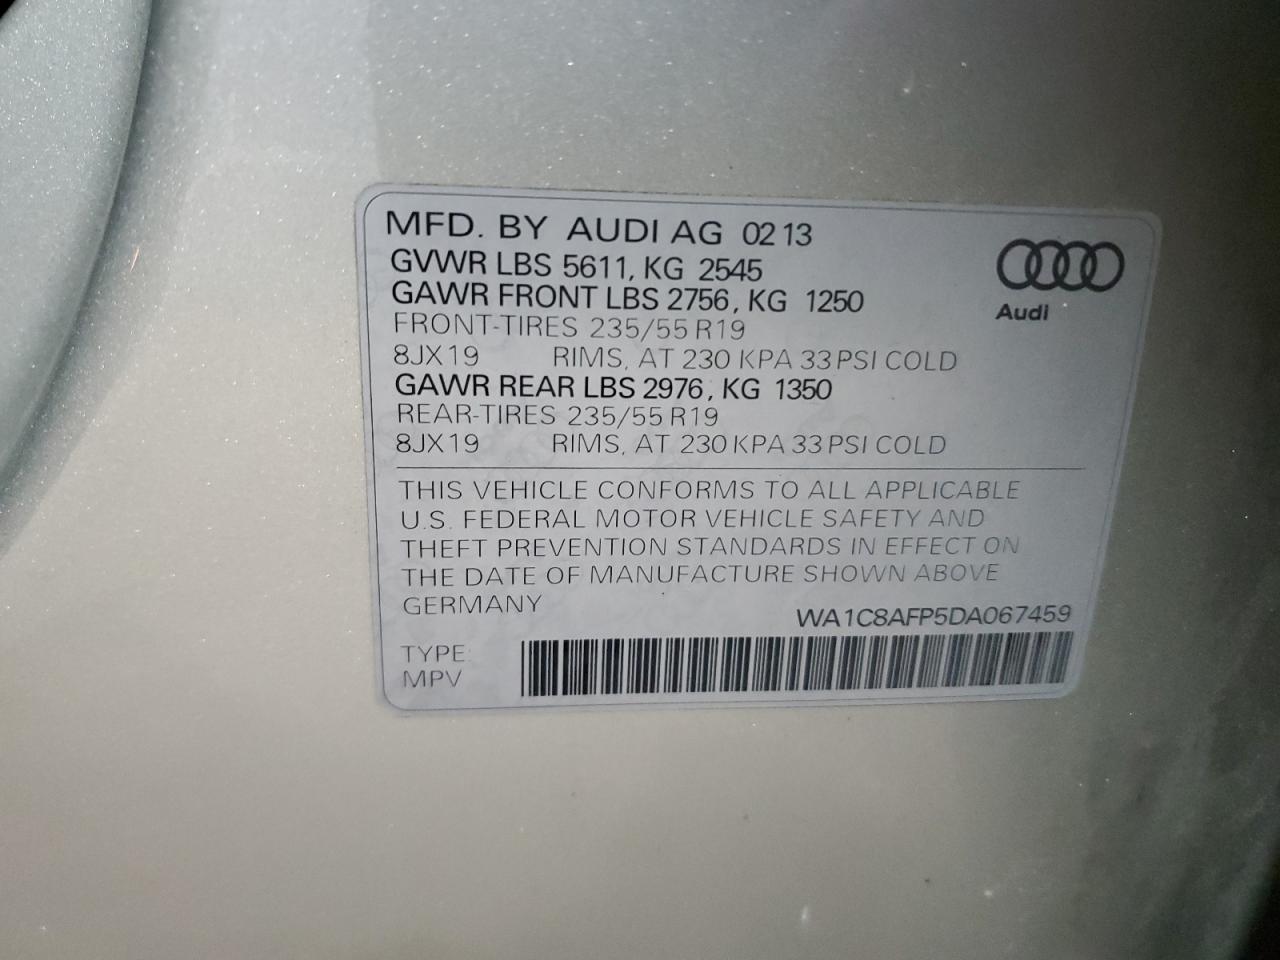 MFD. BY AUDI AG 02 13
GVWR LBS 5611, KG 2545
GAWR FRONT LBS 2756, KG 1250
FRONT-TIRES 235/55 R19
8JX19 RIMS, AT 230 KPA 33 PSI COLD
GAWR REAR LBS 2976, KG 1350
REAR-TIRES 235/55 R19
8JX19 RIMS, AT 230 KPA 33 PSI COLD
Audi
THIS VEHICLE CONFORMS TO ALL APPLICABLE
U.S. FEDERAL MOTOR VEHICLE SAFETY AND
THEFT PREVENTION STANDARDS IN EFFECT ON
THE DATE OF MANUFACTURE SHOWN ABOVE
GERMANY
WA1C8AFP5DA067459
TYPE:
MPV